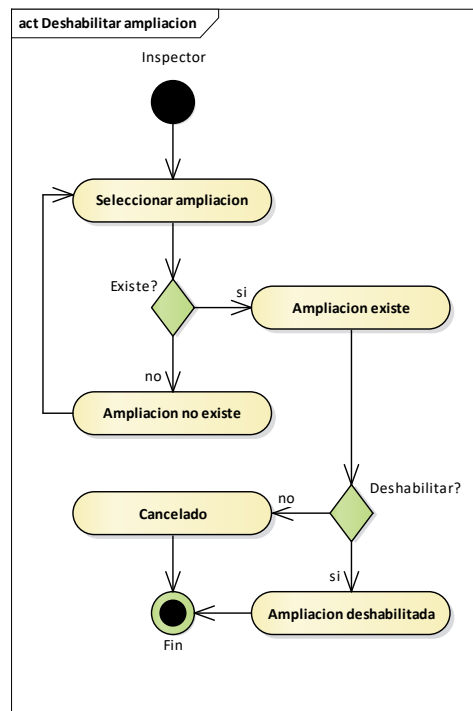 act Deshabilitar ampliacion
Inspector
Seleccionar ampliacion
Existe?
si
Ampliacion existe
no
Ampliacion no existe
Deshabilitar?
no
Cancelado
si
Ampliacion deshabilitada
Fin